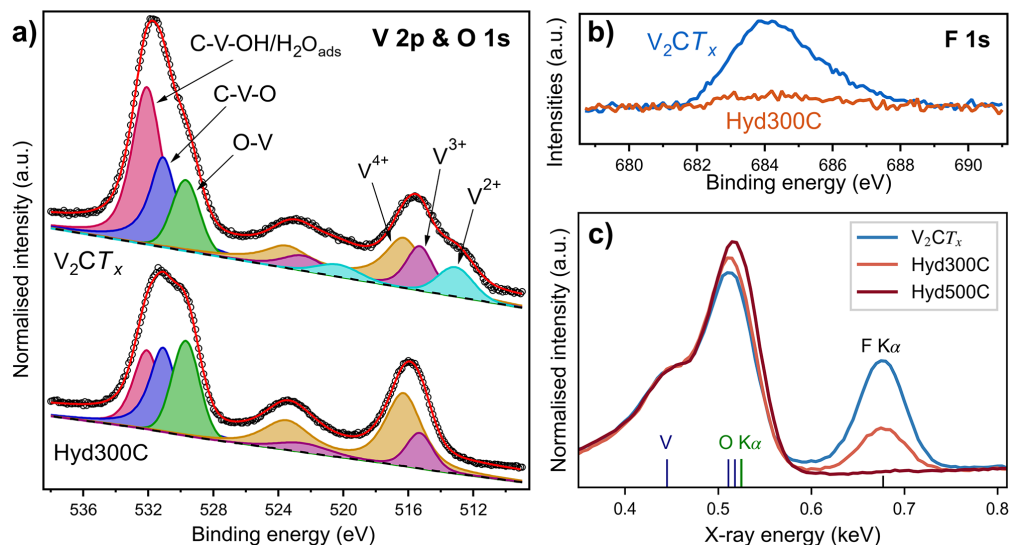 a)
V 2p & O 1s
C-V-OH/H₂Oads
C-V-O
O-V
V⁴⁺
V³⁺
V²⁺
V₂CTₓ
Hyd300C
Normalised intensity (a.u.)
536 532 528 524 520 516 512
Binding energy (eV)
b)
F 1s
V₂CTₓ
Hyd300C
Intensities (a.u.)
680 682 684 686 688 690
Binding energy (eV)
c)
V₂CTₓ
Hyd300C
Hyd500C
F Kα
V
O Kα
Normalised intensity (a.u.)
0.4 0.5 0.6 0.7 0.8
X-ray energy (keV)